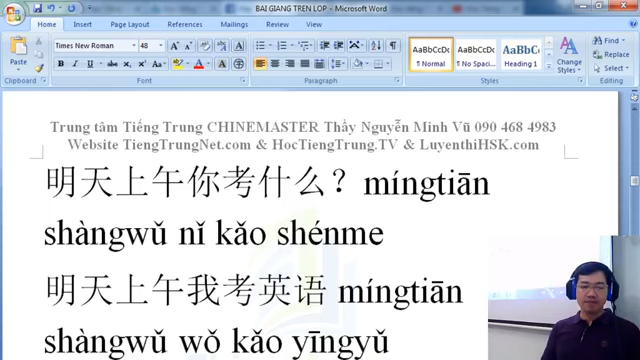 BAI GIANG TREN LOP - Microsoft Word
Home Insert Page Layout References Mailings Review View
Paste
Times New Roman 48
AaBbCcDc AaBbCcDc AaBbC
¶ Normal ¶ No Spaci... Heading 1
Change Styles
Find
Replace
Select
Clipboard Font Paragraph Styles Editing
Trung tâm Tiếng Trung CHINEMASTER Thầy Nguyễn Minh Vũ 090 468 4983
Website TiengTrungNet.com & HocTiengTrung.TV & LuyenthiHSK.com
明天上午你考什么？míngtiān
shàngwǔ nǐ kǎo shénme
明天上午我考英语 míngtiān
shàngwǔ wǒ kǎo yīngyǔ